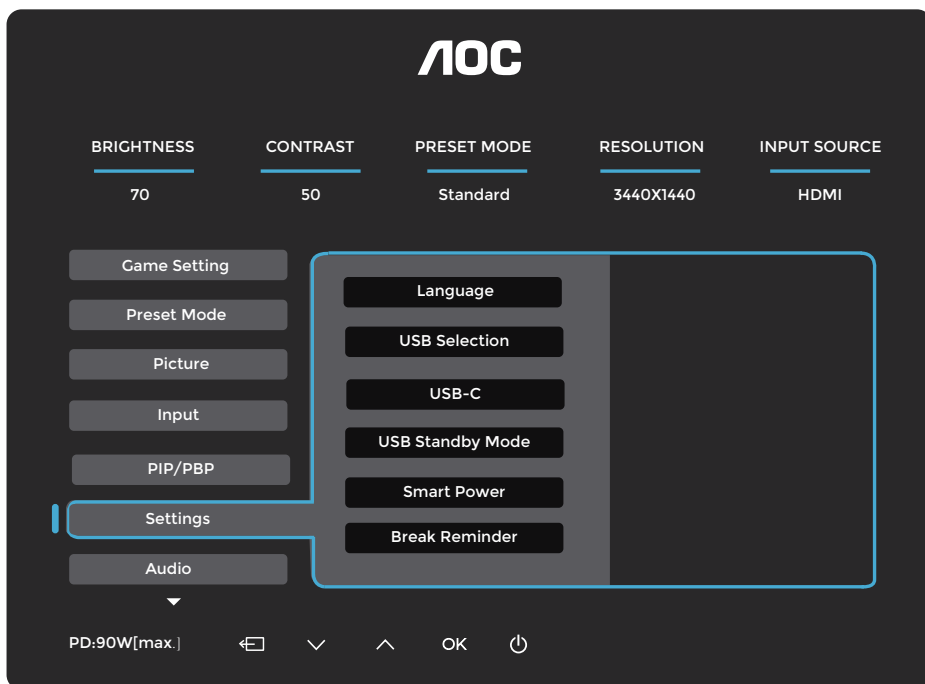 AOC
BRIGHTNESS CONTRAST PRESET MODE RESOLUTION INPUT SOURCE
70 50 Standard 3440X1440 HDMI
Game Setting
Preset Mode
Picture
Input
PIP/PBP
Settings
Audio
Language
USB Selection
USB-C
USB Standby Mode
Smart Power
Break Reminder
PD:90W[max.] OK